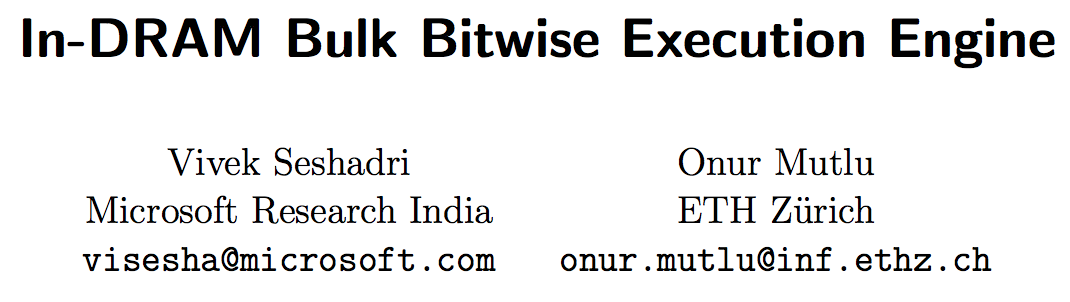 In-DRAM Bulk Bitwise Execution Engine
Vivek Seshadri
Microsoft Research India
visesha@microsoft.com
Onur Mutlu
ETH Zürich
onur.mutlu@inf.ethz.ch